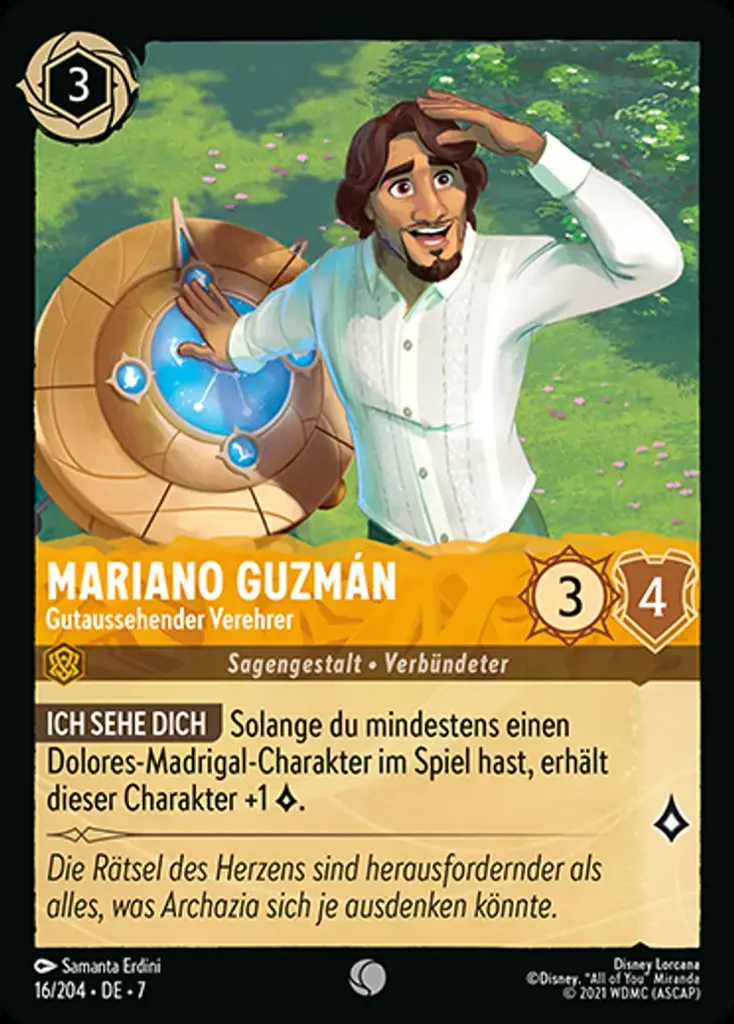 3
MARIANO GUZMÁN
Gutaussehender Verehrer
3
4
Sagengestalt • Verbündeter
ICH SEHE DICH Solange du mindestens einen
Dolores-Madrigal-Charakter im Spiel hast, erhält
dieser Charakter +1 .
Die Rätsel des Herzens sind herausfordernder als
alles, was Archazia sich je ausdenken könnte.
Samanta Erdini
16/204 • DE • 7
Disney Lorcana
©Disney. "All of You" Miranda
© 2021 WDMC (ASCAP)